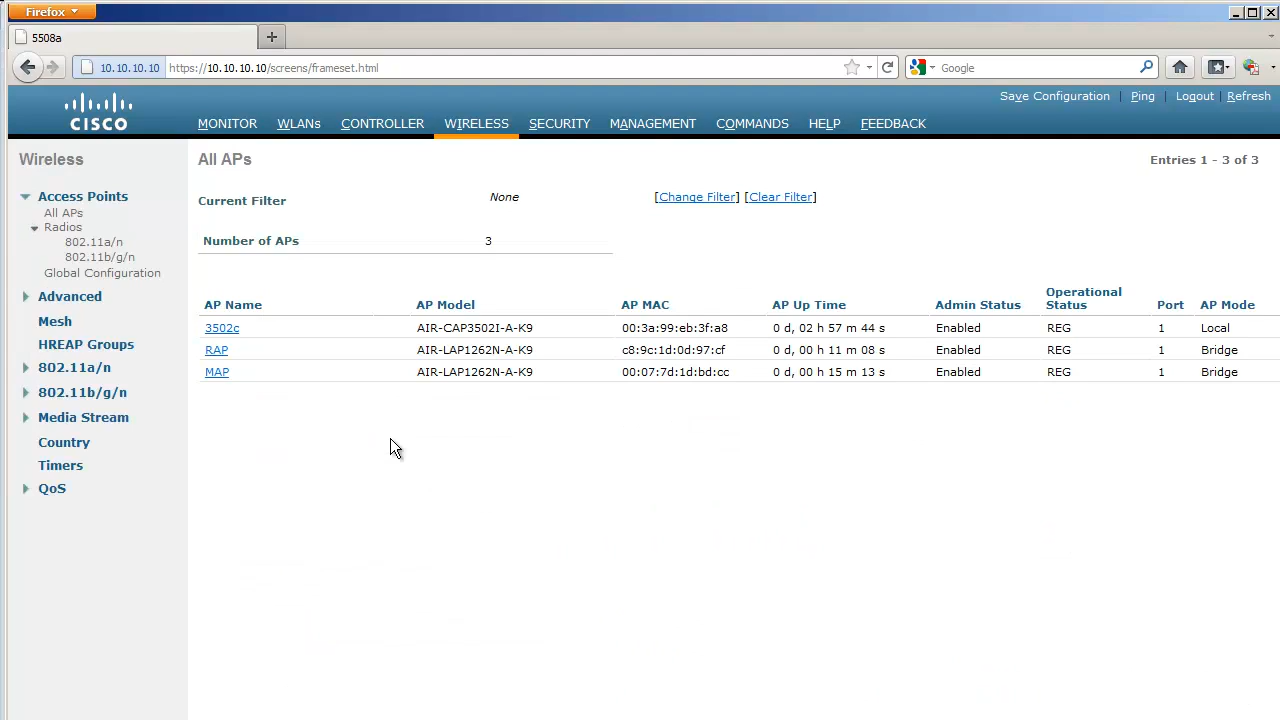 Firefox
5508a
10.10.10.10 https://10.10.10.10/screens/frameset.html Google
Save Configuration | Ping | Logout | Refresh
CISCO MONITOR WLANs CONTROLLER WIRELESS SECURITY MANAGEMENT COMMANDS HELP FEEDBACK
Wireless
Access Points
All APs
Radios
802.11a/n
802.11b/g/n
Global Configuration
Advanced
Mesh
HREAP Groups
802.11a/n
802.11b/g/n
Media Stream
Country
Timers
QoS
All APs Entries 1 - 3 of 3
Current Filter None [Change Filter] [Clear Filter]
Number of APs 3
AP Name AP Model AP MAC AP Up Time Admin Status Operational Status Port AP Mode
3502c AIR-CAP3502I-A-K9 00:3a:99:eb:3f:a8 0 d, 02 h 57 m 44 s Enabled REG 1 Local
RAP AIR-LAP1262N-A-K9 c8:9c:1d:0d:97:cf 0 d, 00 h 11 m 08 s Enabled REG 1 Bridge
MAP AIR-LAP1262N-A-K9 00:07:7d:1d:bd:cc 0 d, 00 h 15 m 13 s Enabled REG 1 Bridge